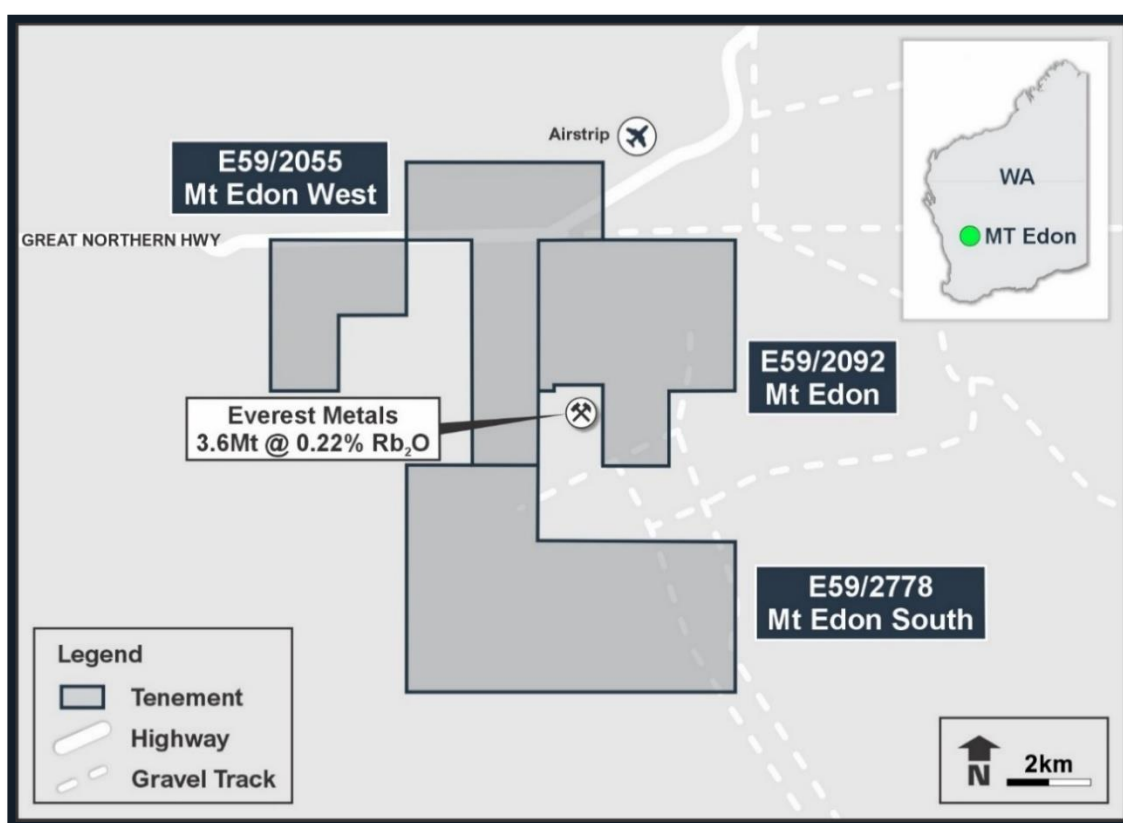 Airstrip
E59/2055
Mt Edon West
GREAT NORTHERN HWY
WA
MT Edon
E59/2092
Mt Edon
Everest Metals
3.6Mt @ 0.22% Rb₂O
E59/2778
Mt Edon South
Legend
Tenement
Highway
Gravel Track
N
2km